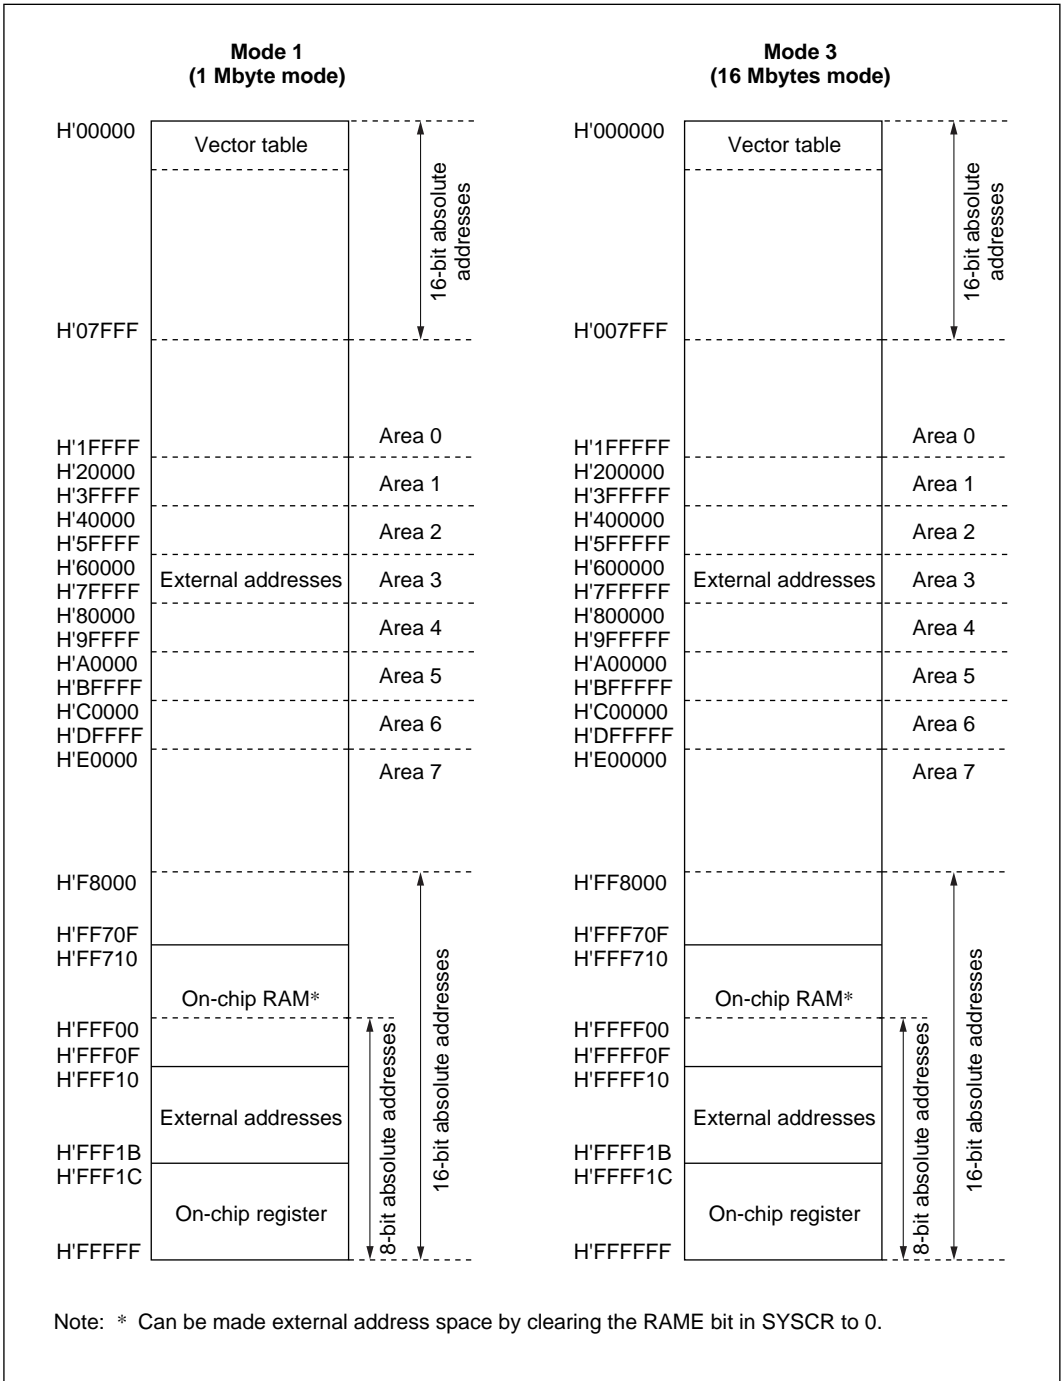 Mode 1
(1 Mbyte mode)
H'00000
Vector table
16-bit absolute
addresses
H'07FFF
Area 0
H'1FFFF
H'20000
Area 1
H'3FFFF
H'40000
Area 2
H'5FFFF
H'60000
External addresses
Area 3
H'7FFFF
H'80000
Area 4
H'9FFFF
H'A0000
Area 5
H'BFFFF
H'C0000
Area 6
H'DFFFF
H'E0000
Area 7
H'F8000
H'FF70F
H'FF710
On-chip RAM*
H'FFF00
H'FFF0F
H'FFF10
External addresses
H'FFF1B
H'FFF1C
On-chip register
H'FFFFF
8-bit absolute addresses
16-bit absolute addresses
Mode 3
(16 Mbytes mode)
H'000000
Vector table
16-bit absolute
addresses
H'007FFF
Area 0
H'1FFFFF
H'200000
Area 1
H'3FFFFF
H'400000
Area 2
H'5FFFFF
H'600000
External addresses
Area 3
H'7FFFFF
H'800000
Area 4
H'9FFFFF
H'A00000
Area 5
H'BFFFFF
H'C00000
Area 6
H'DFFFFF
H'E00000
Area 7
H'FF8000
H'FFF70F
H'FFF710
On-chip RAM*
H'FFFF00
H'FFFF0F
H'FFFF10
External addresses
H'FFFF1B
H'FFFF1C
On-chip register
H'FFFFFF
8-bit absolute addresses
16-bit absolute addresses
Note: * Can be made external address space by clearing the RAME bit in SYSCR to 0.